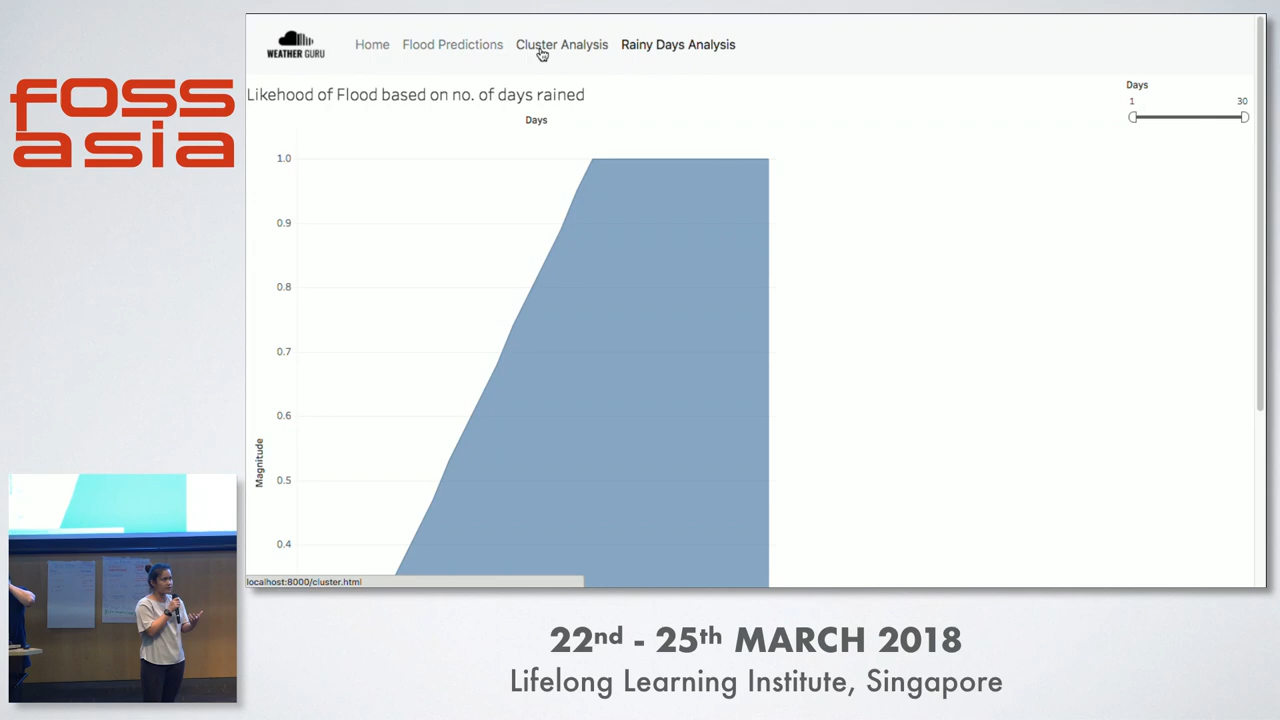 foss
asia
WEATHER GURU
Home Flood Predictions Cluster Analysis Rainy Days Analysis
Likehood of Flood based on no. of days rained
Days
1 30
Days
1.0
0.9
0.8
0.7
0.6
0.5
0.4
Magnitude
localhost:8000/cluster.html
22nd - 25th MARCH 2018
Lifelong Learning Institute, Singapore